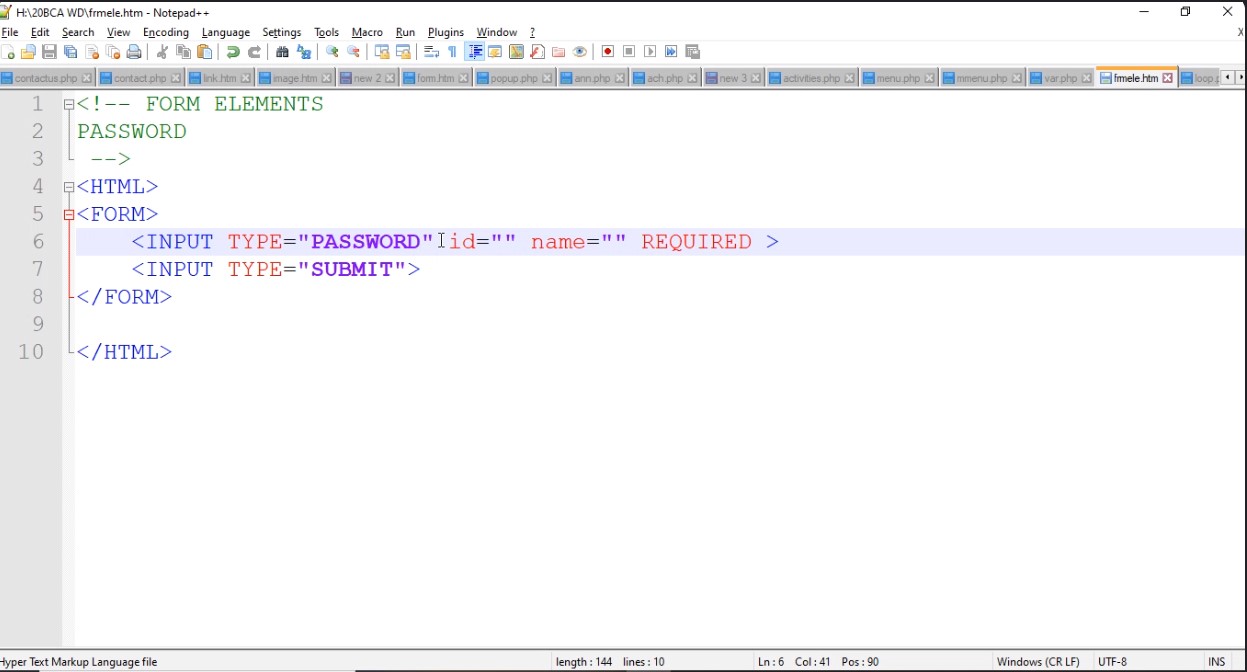 H:\20BCA WD\frmele.htm - Notepad++
File Edit Search View Encoding Language Settings Tools Macro Run Plugins Window ? X
contactus.php contact.php link.htm image.htm new 2 form.htm popup.php ann.php ach.php new 3 activities.php menu.php mmenu.php var.php frmele.htm loop.p
1 <!-- FORM ELEMENTS
2 PASSWORD
3 -->
4 <HTML>
5 <FORM>
6 <INPUT TYPE="PASSWORD" id="" name="" REQUIRED >
7 <INPUT TYPE="SUBMIT">
8 </FORM>
9
10 </HTML>
Hyper Text Markup Language file length : 144 lines : 10 Ln : 6 Col : 41 Pos : 90 Windows (CR LF) UTF-8 INS